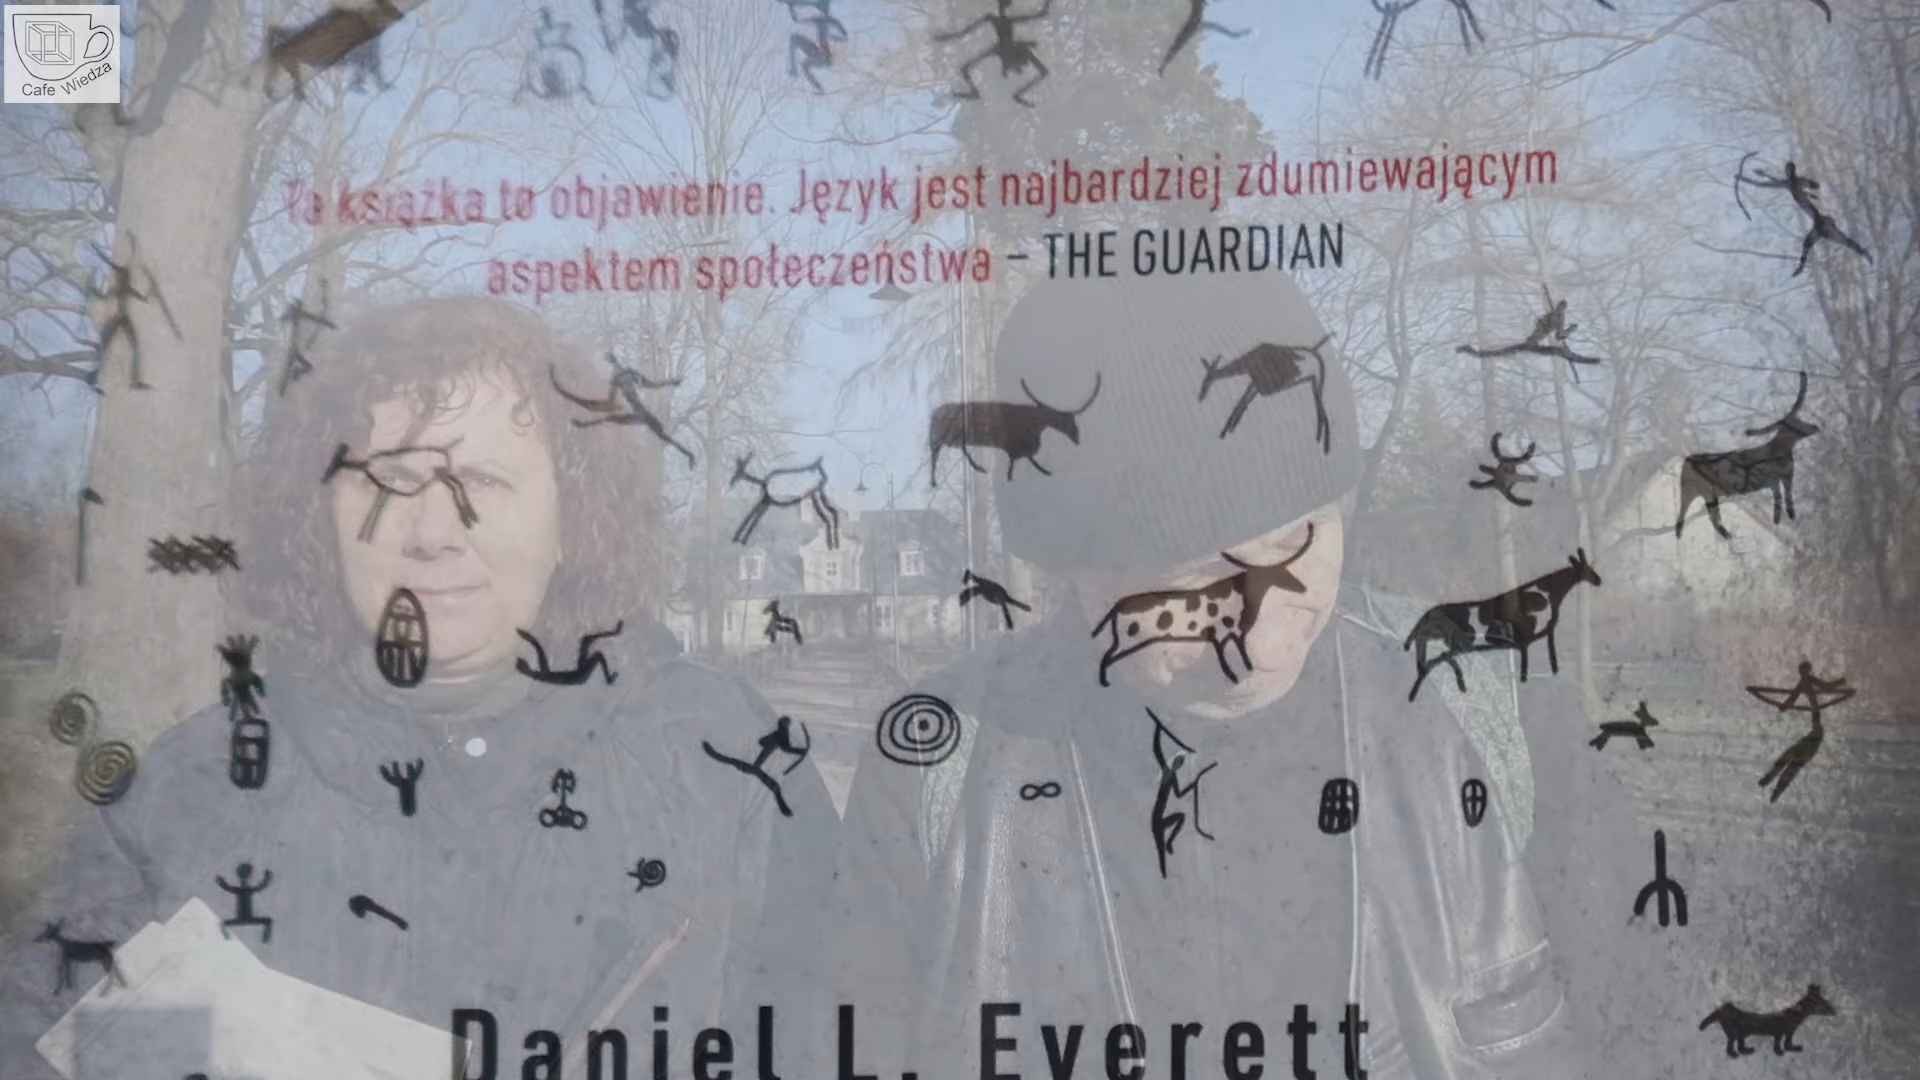 Cafe Wiedza
Ta książka to objawienie. Język jest najbardziej zdumiewającym
aspektem społeczeństwa – THE GUARDIAN
Daniel L. Everett